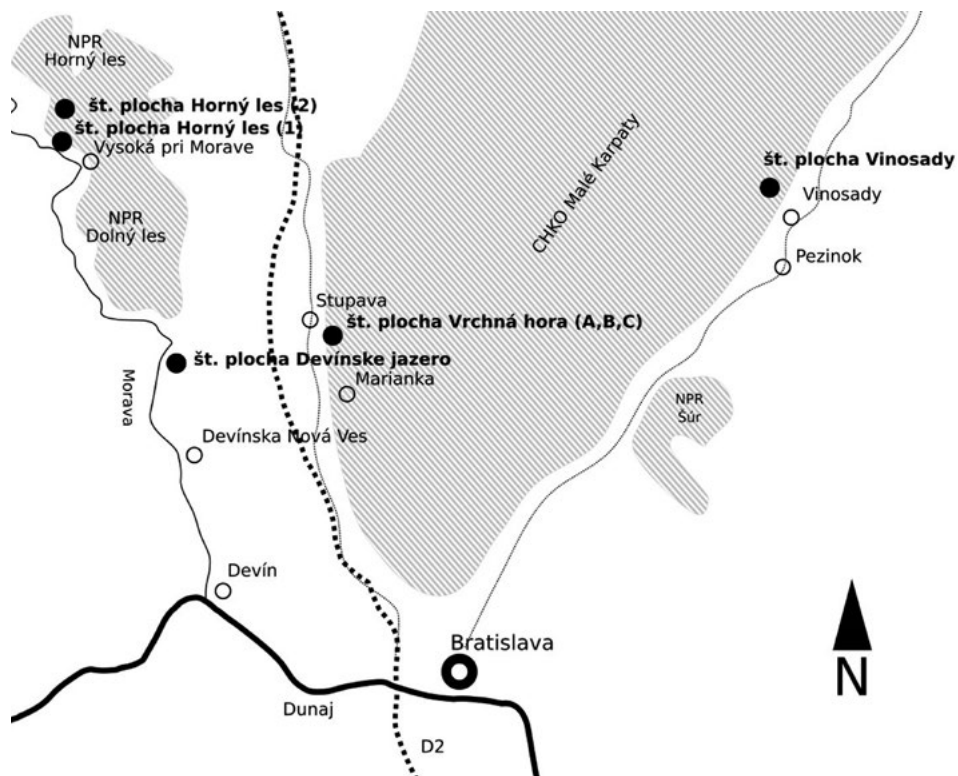 NPR
Horný les
št. plocha Horný les (2)
št. plocha Horný les (1)
Vysoká pri Morave
NPR
Dolný les
CHKO Malé Karpaty
št. plocha Vinosady
Vinosady
Pezinok
Stupava
št. plocha Vrchná hora (A,B,C)
št. plocha Devínske jazero
Marianka
Morava
NPR
Šúr
Devínska Nová Ves
Devín
Bratislava
N
Dunaj
D2